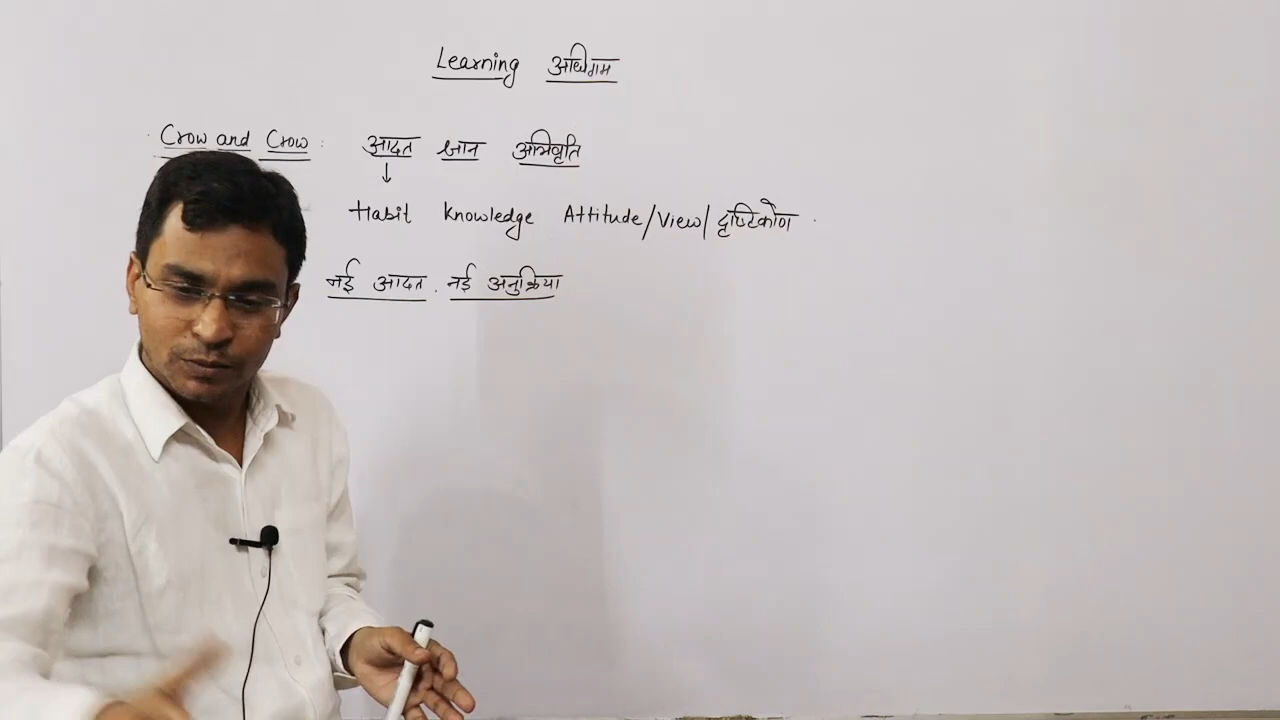 Learning अधिगम
Crow and Crow : आदत ज्ञान अभिवृति
↓
Habit Knowledge Attitude/View/दृष्टिकोण
नई आदत . नई अनुक्रिया